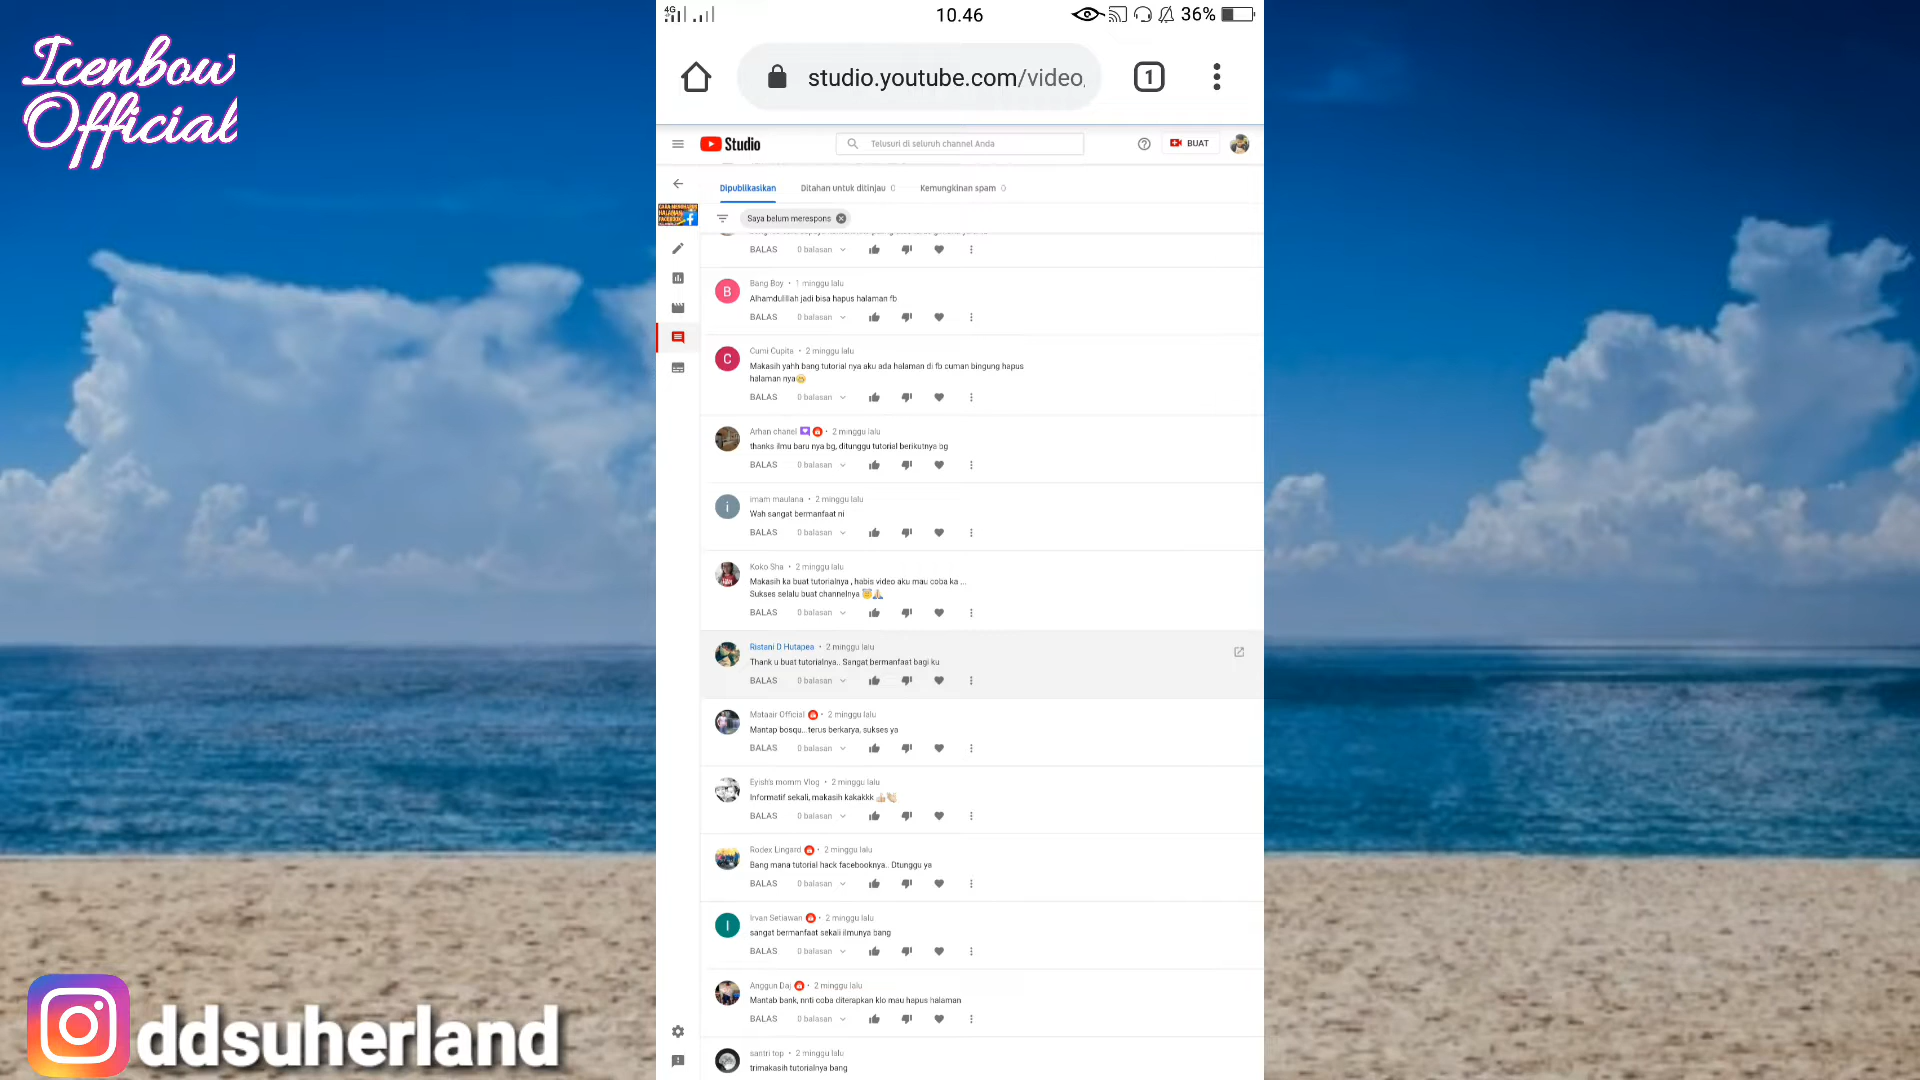 Icenbow
Official
4G
10.46
36%
studio.youtube.com/video
1
Studio
Telusuri di seluruh channel Anda
BUAT
Dipublikasikan
Ditahan untuk ditinjau 0
Kemungkinan spam 0
Saya belum merespons
BALAS 0 balasan
B
Bang Boy • 1 minggu lalu
Alhamdulillah jadi bisa hapus halaman fb
BALAS 0 balasan
C
Cumi Cupita • 2 minggu lalu
Makasih yahh bang tutorial nya aku ada halaman di fb cuman bingung hapus
halaman nya😁
BALAS 0 balasan
Arhan chanel • 2 minggu lalu
thanks ilmu baru nya bg, ditunggu tutorial berikutnya bg
BALAS 0 balasan
i
imam maulana • 2 minggu lalu
Wah sangat bermanfaat ni
BALAS 0 balasan
Koko Sha • 2 minggu lalu
Makasih ka buat tutorialnya , habis video aku mau coba ka ...
Sukses selalu buat channelnya 😇🙏
BALAS 0 balasan
Ristani D Hutapea • 2 minggu lalu
Thank u buat tutorialnya.. Sangat bermanfaat bagi ku
BALAS 0 balasan
Mataair Official • 2 minggu lalu
Mantap bosqu...terus berkarya, sukses ya
BALAS 0 balasan
Eyish's momm Vlog • 2 minggu lalu
Informatif sekali, makasih kakakkk 👍👋
BALAS 0 balasan
Rodex Lingard • 2 minggu lalu
Bang mana tutorial hack facebooknya.. Dtunggu ya
BALAS 0 balasan
I
Irvan Setiawan • 2 minggu lalu
sangat bermanfaat sekali ilmunya bang
BALAS 0 balasan
Anggun Daj • 2 minggu lalu
Mantab bank, nnti coba diterapkan klo mau hapus halaman
BALAS 0 balasan
santri top • 2 minggu lalu
trimakasih tutorialnya bang
ddsuherland